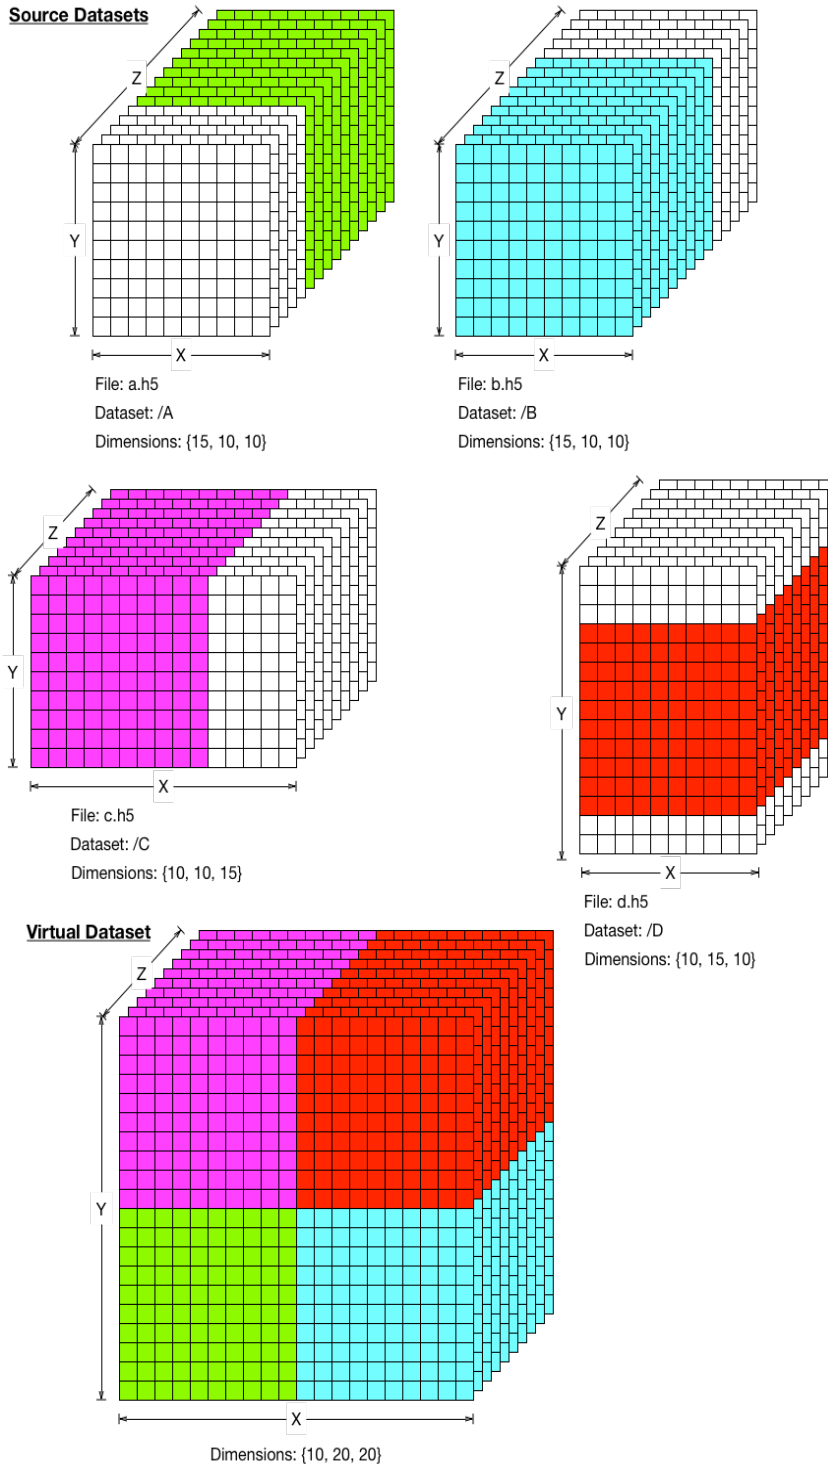 Source Datasets
Z
Z
Y
Y
X
X
File: a.h5
File: b.h5
Dataset: /A
Dataset: /B
Dimensions: {15, 10, 10}
Dimensions: {15, 10, 10}
Z
Z
Y
Y
X
File: c.h5
Dataset: /C
Dimensions: {10, 10, 15}
X
File: d.h5
Dataset: /D
Dimensions: {10, 15, 10}
Virtual Dataset
Z
Y
X
Dimensions: {10, 20, 20}